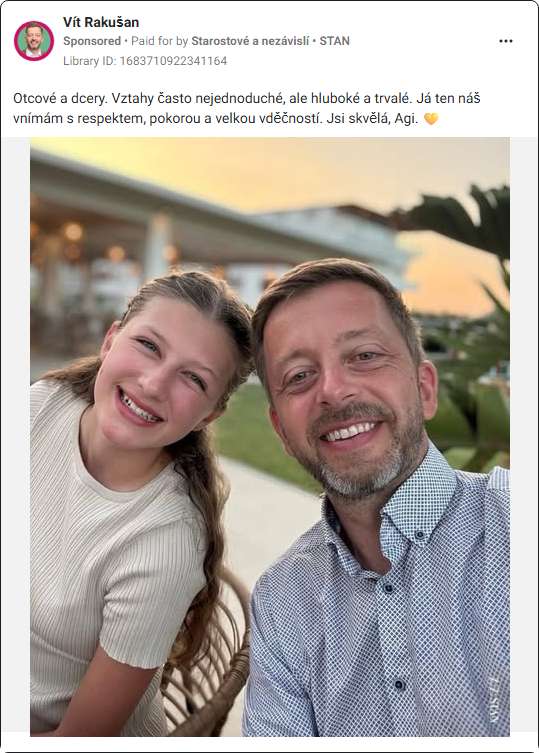 Vít Rakušan
Sponsored • Paid for by Starostové a nezávislí • STAN
Library ID: 1683710922341164
Otcové a dcery. Vztahy často nejednoduché, ale hluboké a trvalé. Já ten náš
vnímám s respektem, pokorou a velkou vděčností. Jsi skvělá, Agi. 💛